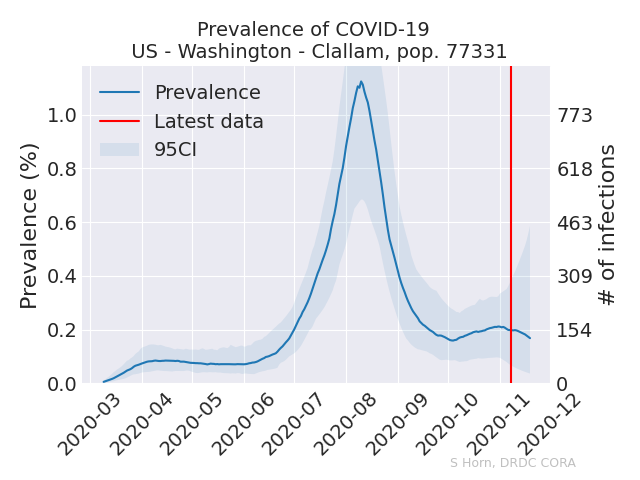 Prevalence of COVID-19
US - Washington - Clallam, pop. 77331
Prevalence
Latest data
95CI
Prevalence (%)
1.0
0.8
0.6
0.4
0.2
0.0
773
618
463
309
154
0
# of infections
2020-03
2020-04
2020-05
2020-06
2020-07
2020-08
2020-09
2020-10
2020-11
2020-12
S Horn, DRDC CORA